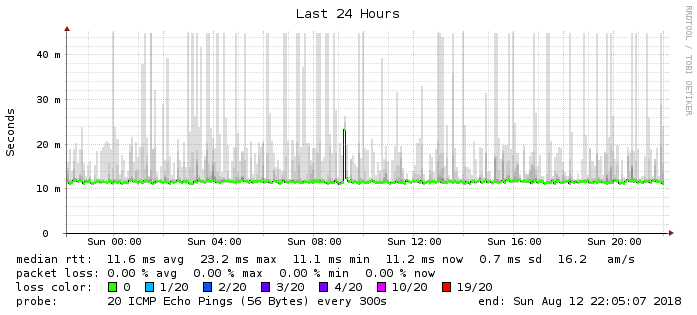 Last 24 Hours
RRDTOOL / TOBI OETIKER
Seconds
40 m
30 m
20 m
10 m
0
Sun 00:00 Sun 04:00 Sun 08:00 Sun 12:00 Sun 16:00 Sun 20:00
median rtt: 11.6 ms avg 23.2 ms max 11.1 ms min 11.2 ms now 0.7 ms sd 16.2 am/s
packet loss: 0.00 % avg 0.00 % max 0.00 % min 0.00 % now
loss color: 0 1/20 2/20 3/20 4/20 10/20 19/20
probe: 20 ICMP Echo Pings (56 Bytes) every 300s end: Sun Aug 12 22:05:07 2018